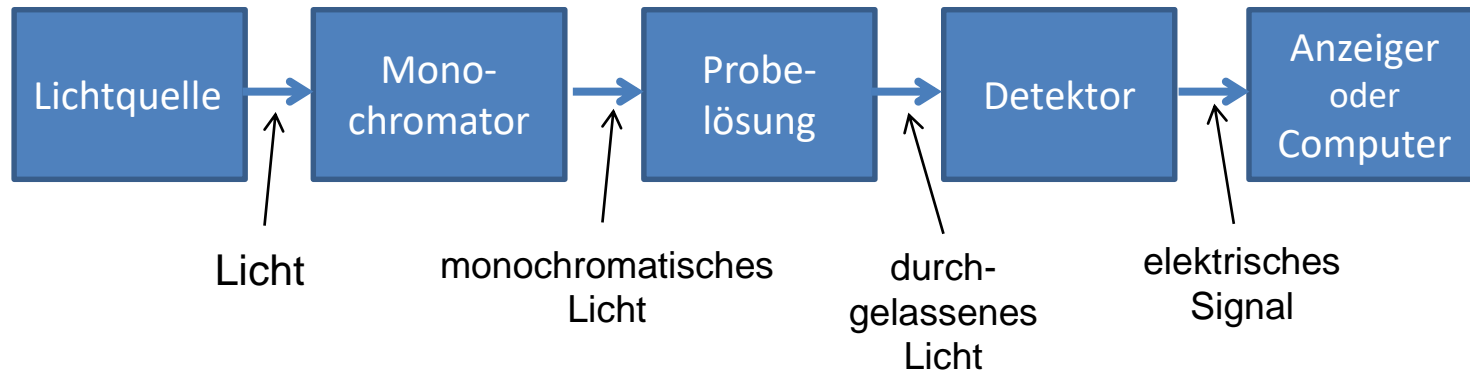 Lichtquelle
Mono-
chromator
Probe-
lösung
Detektor
Anzeiger
oder
Computer
Licht
monochromatisches
Licht
durch-
gelassenes
Licht
elektrisches
Signal